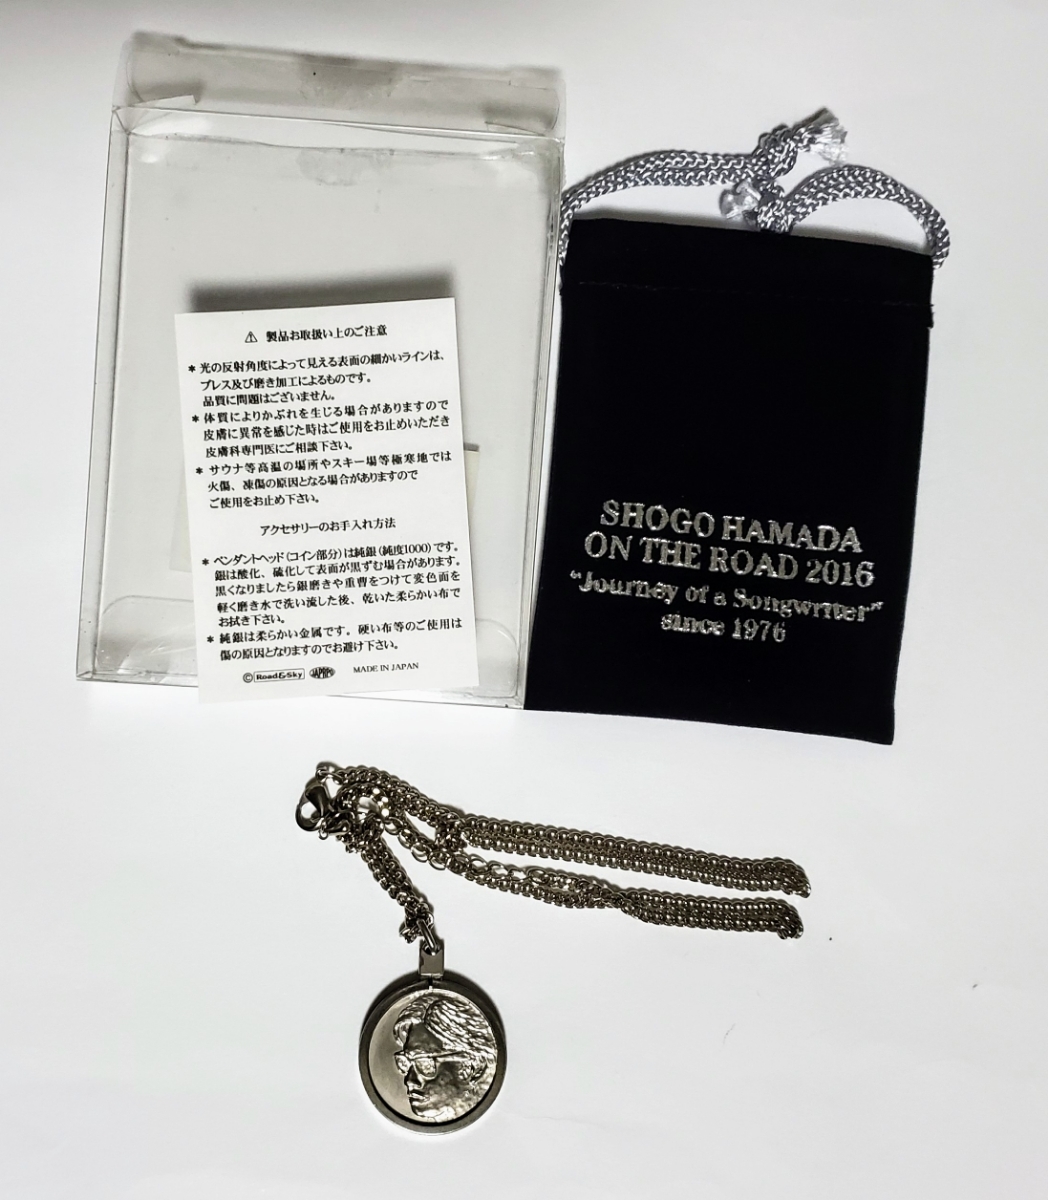 ⚠ 製品お取扱い上のご注意
* 光の反射角度によって見える表面の細かいラインは、
プレス及び磨き加工によるものです。
品質に問題はございません。
* 体質によりかぶれを生じる場合がありますので
皮膚に異常を感じた時はご使用をお止めいただき
皮膚科専門医にご相談下さい。
* サウナ等高温の場所やスキー場等極寒地では
火傷、凍傷の原因となる場合がありますので
ご使用をお止め下さい。
アクセサリーのお手入れ方法
* ペンダントヘッド（コイン部分）は純銀（純度1000）です。
銀は酸化、硫化して表面が黒ずむ場合があります。
黒くなりましたら銀磨きや重曹をつけて変色面を
軽く磨き水で洗い流した後、乾いた柔らかい布で
お拭き下さい。
* 純銀は柔らかい金属です。硬い布等のご使用は
傷の原因となりますのでお避け下さい。
© Road&Sky JAPRPO MADE IN JAPAN
SHOGO HAMADA
ON THE ROAD 2016
"Journey of a Songwriter"
since 1976